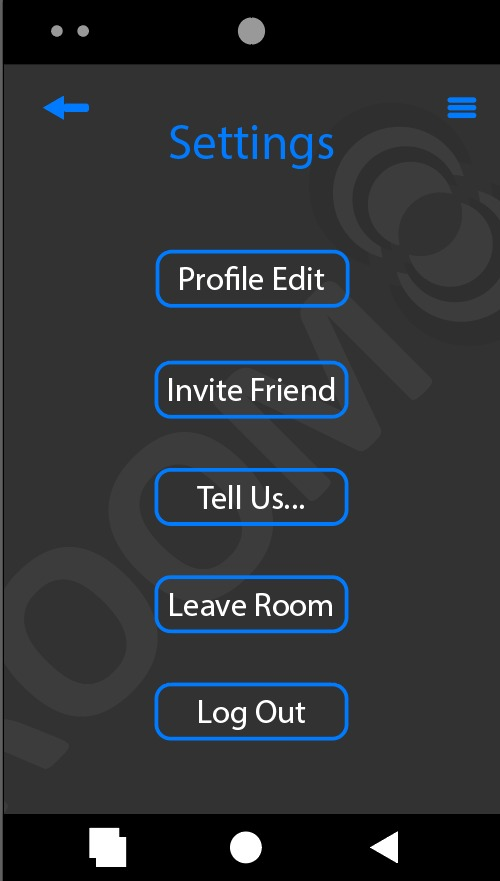 Settings
Profile Edit
Invite Friend
Tell Us...
Leave Room
Log Out